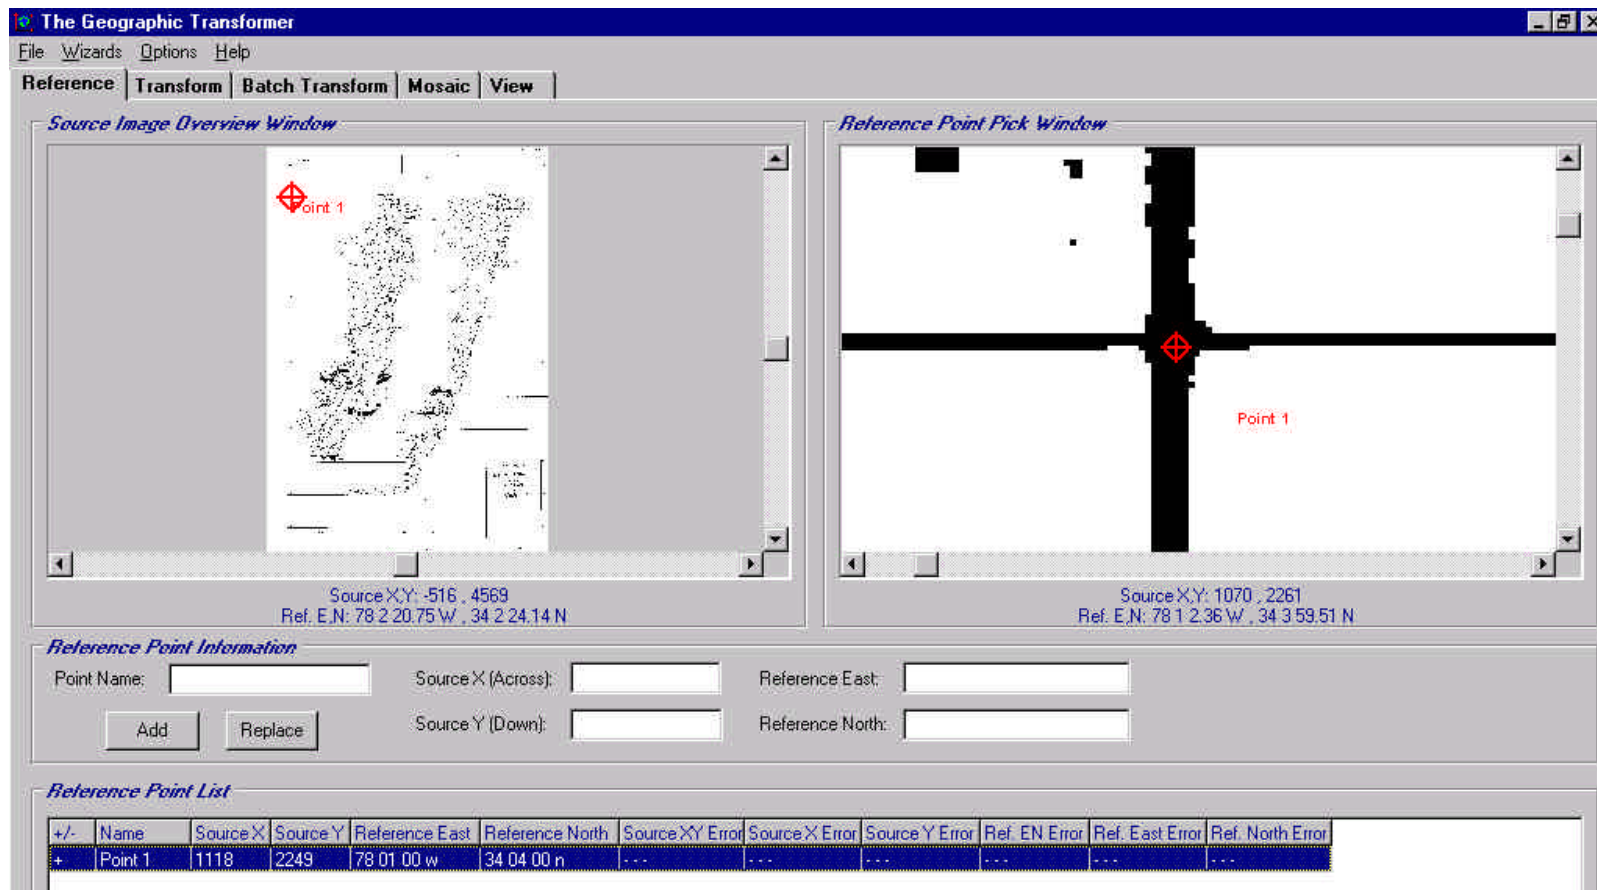 The Geographic Transformer
File Wizards Options Help
Reference Transform Batch Transform Mosaic View
Source Image Overview Window
Point 1
Source X,Y: -516 , 4569
Ref. E,N: 78 2 20.75 W , 34 2 24.14 N
Reference Point Pick Window
Point 1
Source X,Y: 1070 , 2261
Ref. E,N: 78 1 2.36 W , 34 3 59.51 N
Reference Point Information
Point Name: Source X (Across): Reference East:
Add Replace Source Y (Down): Reference North:
Reference Point List
+/- Name Source X Source Y Reference East Reference North Source XY Error Source X Error Source Y Error Ref. EN Error Ref. East Error Ref. North Error
+ Point 1 1118 2249 78 01 00 w 34 04 00 n - - - - - - - - - - - - - - - - - -